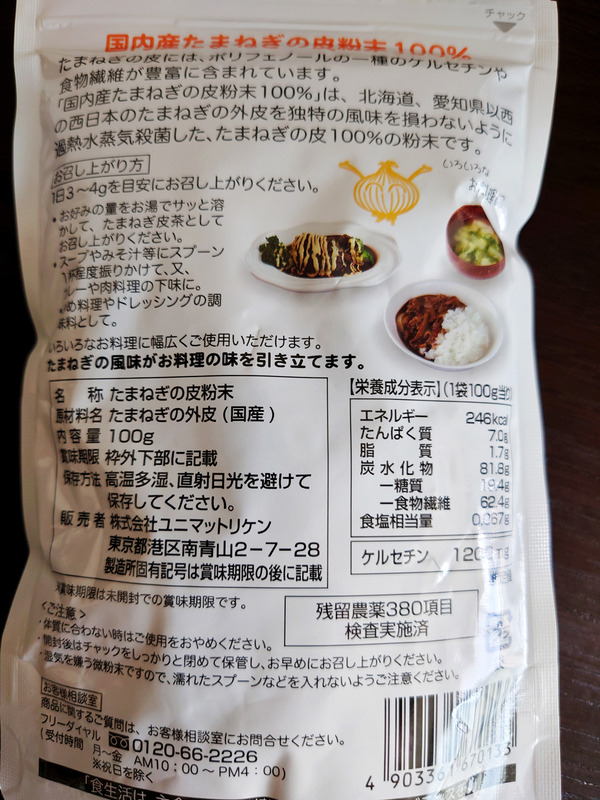 チャック
国内産たまねぎの皮粉末100%
たまねぎの皮には、ポリフェノールの一種のケルセチンや
食物繊維が豊富に含まれています。
「国内産たまねぎの皮粉末100%」は、北海道、愛知県以西
の西日本のたまねぎの外皮を独特の風味を損わないように
過熱水蒸気殺菌した、たまねぎの皮100%の粉末です。
お召し上がり方
1日3〜4gを目安にお召し上がりください。
いろいろな
• お好みの量をお湯でサッと溶
かして、たまねぎ皮茶として
お召し上がりください。
• スープやみそ汁等にスプーン
1杯程度振りかけて、又、
カレーや肉料理の下味に。
料理やドレッシングの調
味料として。
いろいろなお料理に幅広くご使用いただけます。
たまねぎの風味がお料理の味を引き立てます。
名 称 たまねぎの皮粉末
原材料名 たまねぎの外皮 (国産)
内容量 100g
賞味期限 枠外下部に記載
保存方法 高温多湿、直射日光を避けて
保存してください。
販売者 株式会社ユニマットリケン
東京都港区南青山2−7−28
製造所固有記号は賞味期限の後に記載
【栄養成分表示】(1袋100g当り)
エネルギー 246kcal
たんぱく質 7.0g
脂質 1.7g
炭水化物 81.8g
—糖質 19.4g
—食物繊維 62.4g
食塩相当量 0.067g
ケルセチン
※賞味期限は未開封での賞味期限です。
<ご注意>
• 体質に合わない時はご使用をおやめください。
• 開封後はチャックをしっかりと閉めて保管し、お早めにお召し上がりください。
• 湿気を嫌う微粉末ですので、濡れたスプーンなどを入れないようご注意ください。
残留農薬380項目
検査実施済
お客様相談室
商品に関するご質問は、お客様相談室にお問合せください。
フリーダイヤル 0120-66-2226
(受付時間 月〜金 AM10:00〜PM4:00)
※祝日を除く
4 903361 670133
「食生活は、